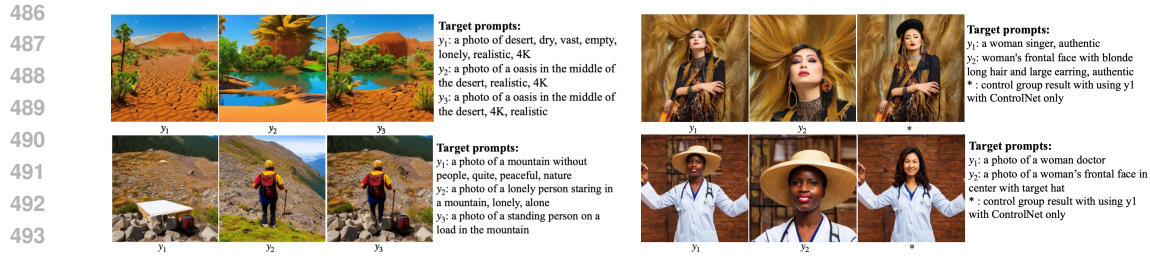 486
487
488
489
490
491
492
493
Target prompts:
y1: a photo of desert, dry, vast, empty,
lonely, realistic, 4K
y2: a photo of a oasis in the middle of
the desert, realistic, 4K
y3: a photo of a oasis in the middle of
the desert, 4K, realistic
y1
y2
y3
Target prompts:
y1: a photo of a mountain without
people, quite, peaceful, nature
y2: a photo of a lonely person staring in
a mountain, lonely, alone
y3: a photo of a standing person on a
load in the mountain
y1
y2
y3
Target prompts:
y1: a woman singer, authentic
y2: woman's frontal face with blonde
long hair and large earring, authentic
* : control group result with using y1
with ControlNet only
y1
y2
*
Target prompts:
y1: a photo of a woman doctor
y2: a photo of a woman's frontal face in
center with target hat
* : control group result with using y1
with ControlNet only
y1
y2
*